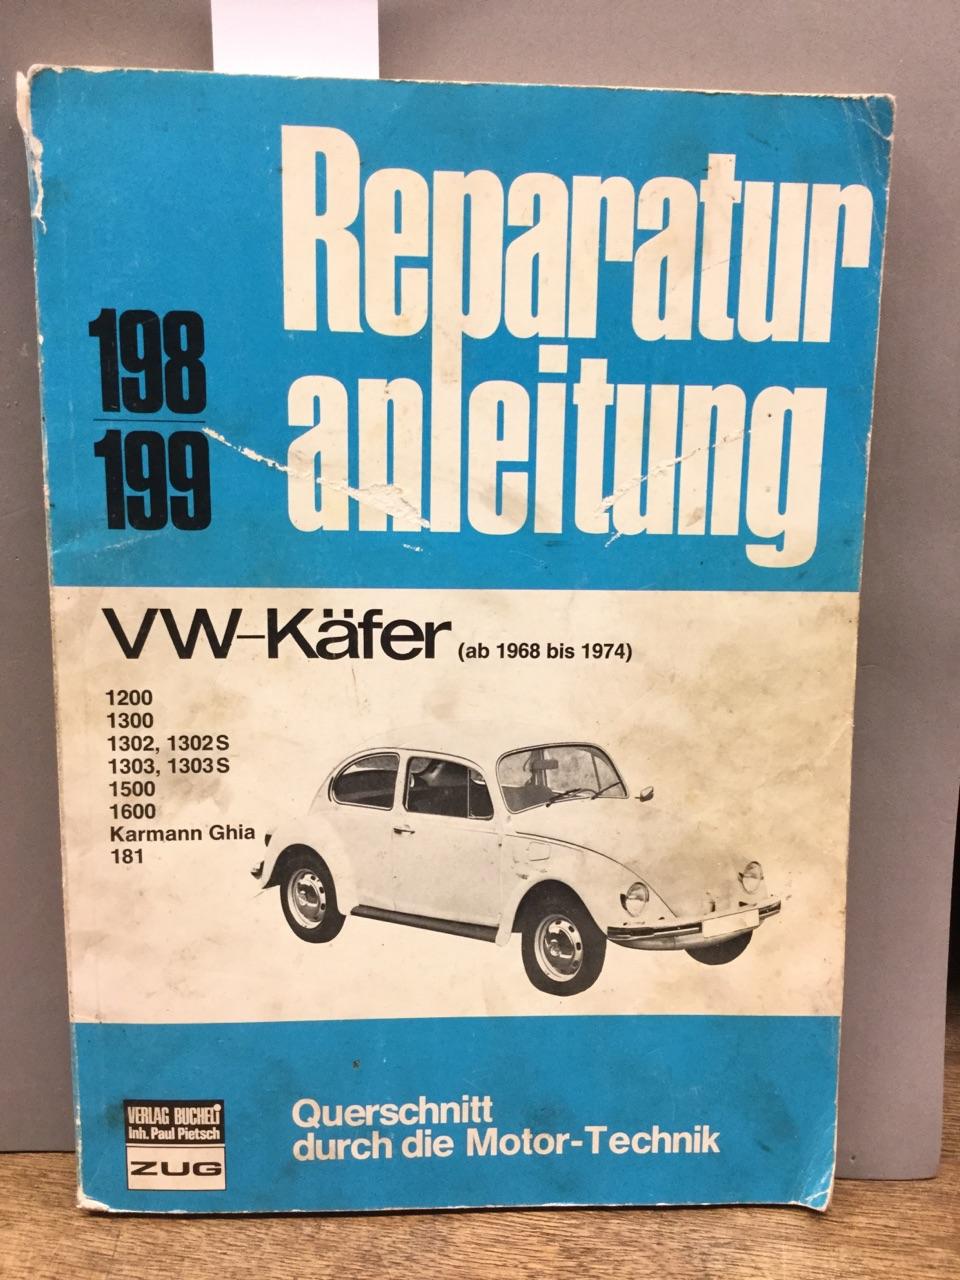 Reparatur
anleitung
198
199
VW-Käfer (ab 1968 bis 1974)
1200
1300
1302, 1302 S
1303, 1303 S
1500
1600
Karmann Ghia
181
VERLAG BUCHELI
Inh. Paul Pietsch
ZUG
Querschnitt
durch die Motor-Technik